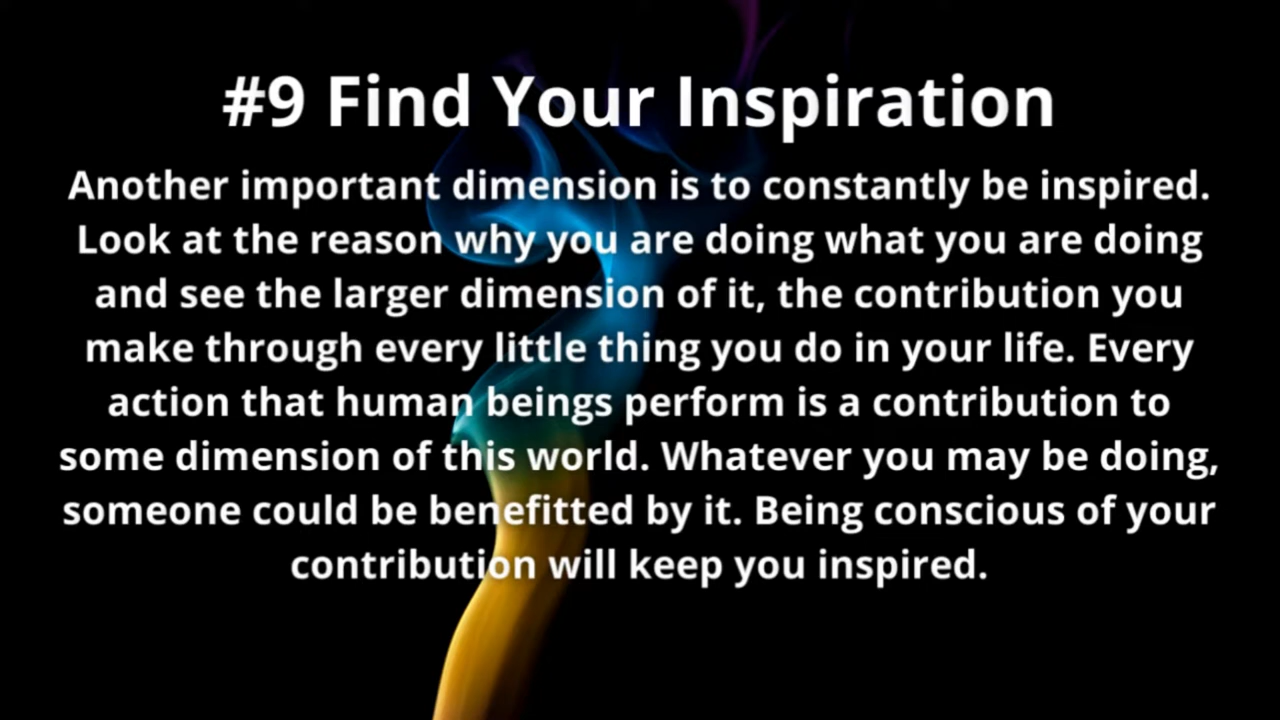 #9 Find Your Inspiration
Another important dimension is to constantly be inspired.
Look at the reason why you are doing what you are doing
and see the larger dimension of it, the contribution you
make through every little thing you do in your life. Every
action that human beings perform is a contribution to
some dimension of this world. Whatever you may be doing,
someone could be benefitted by it. Being conscious of your
contribution will keep you inspired.